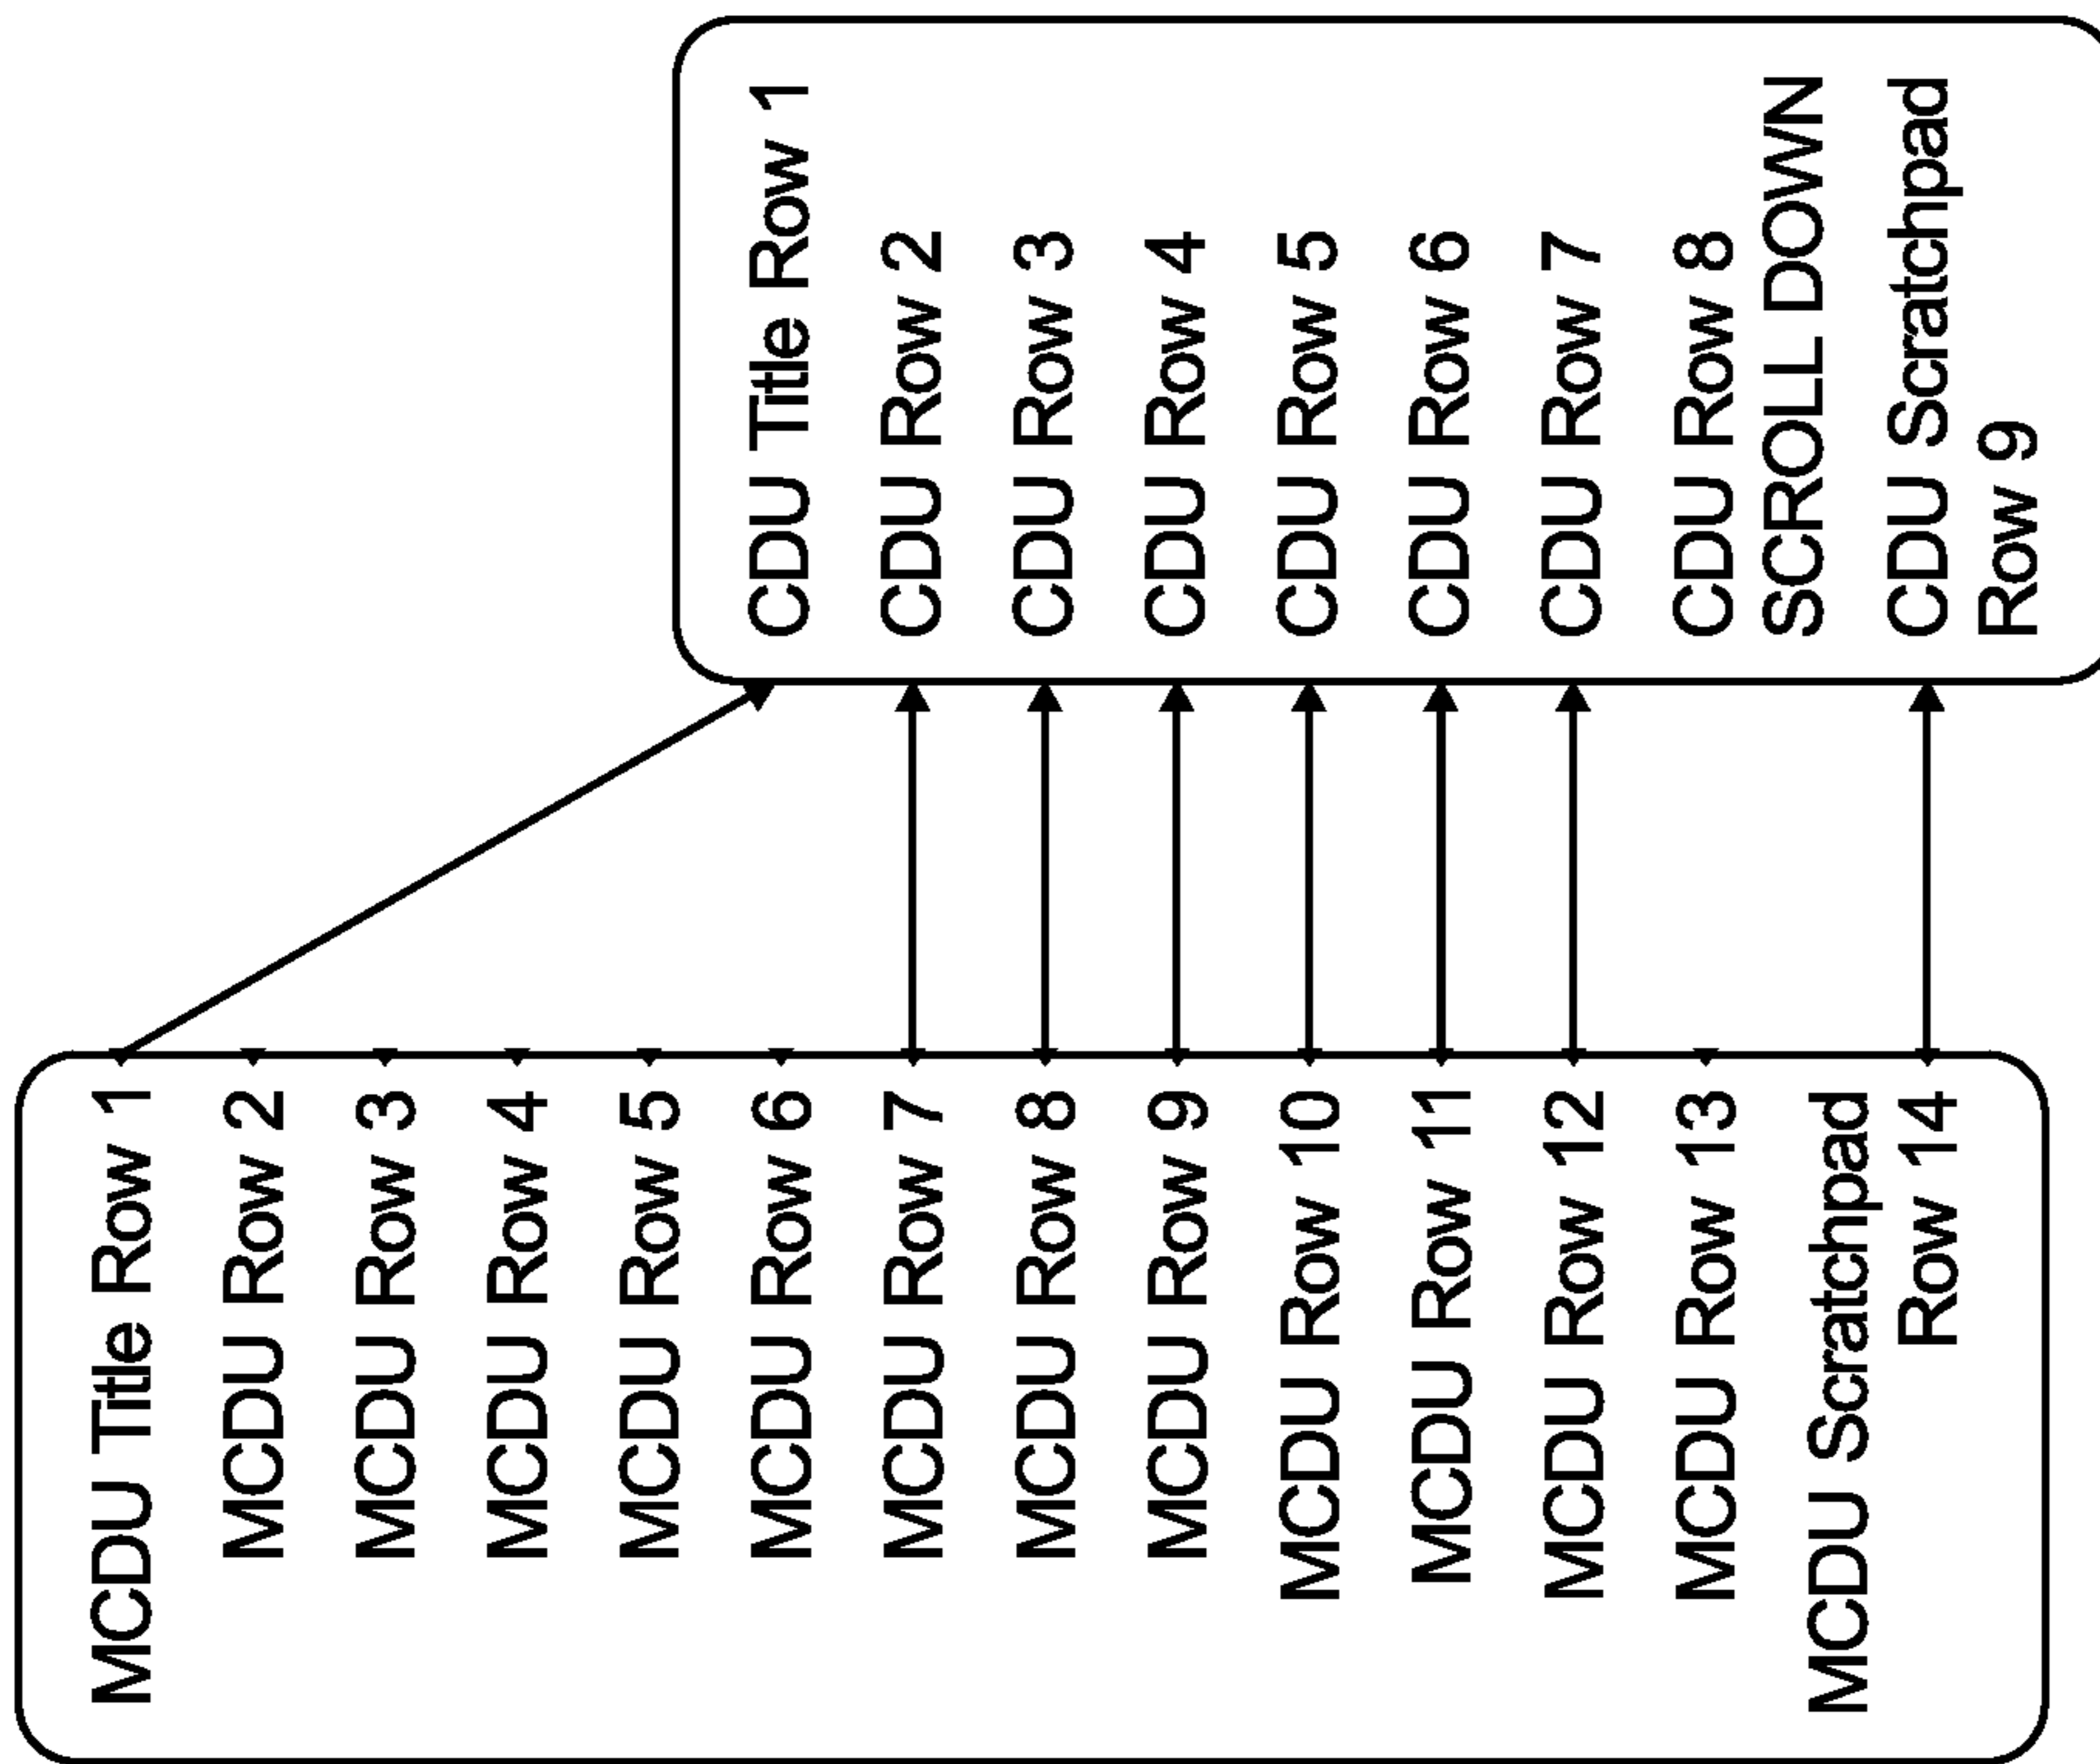 MCDU Title Row 1
MCDU Row 2
MCDU Row 3
MCDU Row 4
MCDU Row 5
MCDU Row 6
MCDU Row 7
MCDU Row 8
MCDU Row 9
MCDU Row 10
MCDU Row 11
MCDU Row 12
MCDU Row 13
MCDU Scratchpad
Row 14
CDU Title Row 1
CDU Row 2
CDU Row 3
CDU Row 4
CDU Row 5
CDU Row 6
CDU Row 7
CDU Row 8
SCROLL DOWN
CDU Scratchpad
Row 9